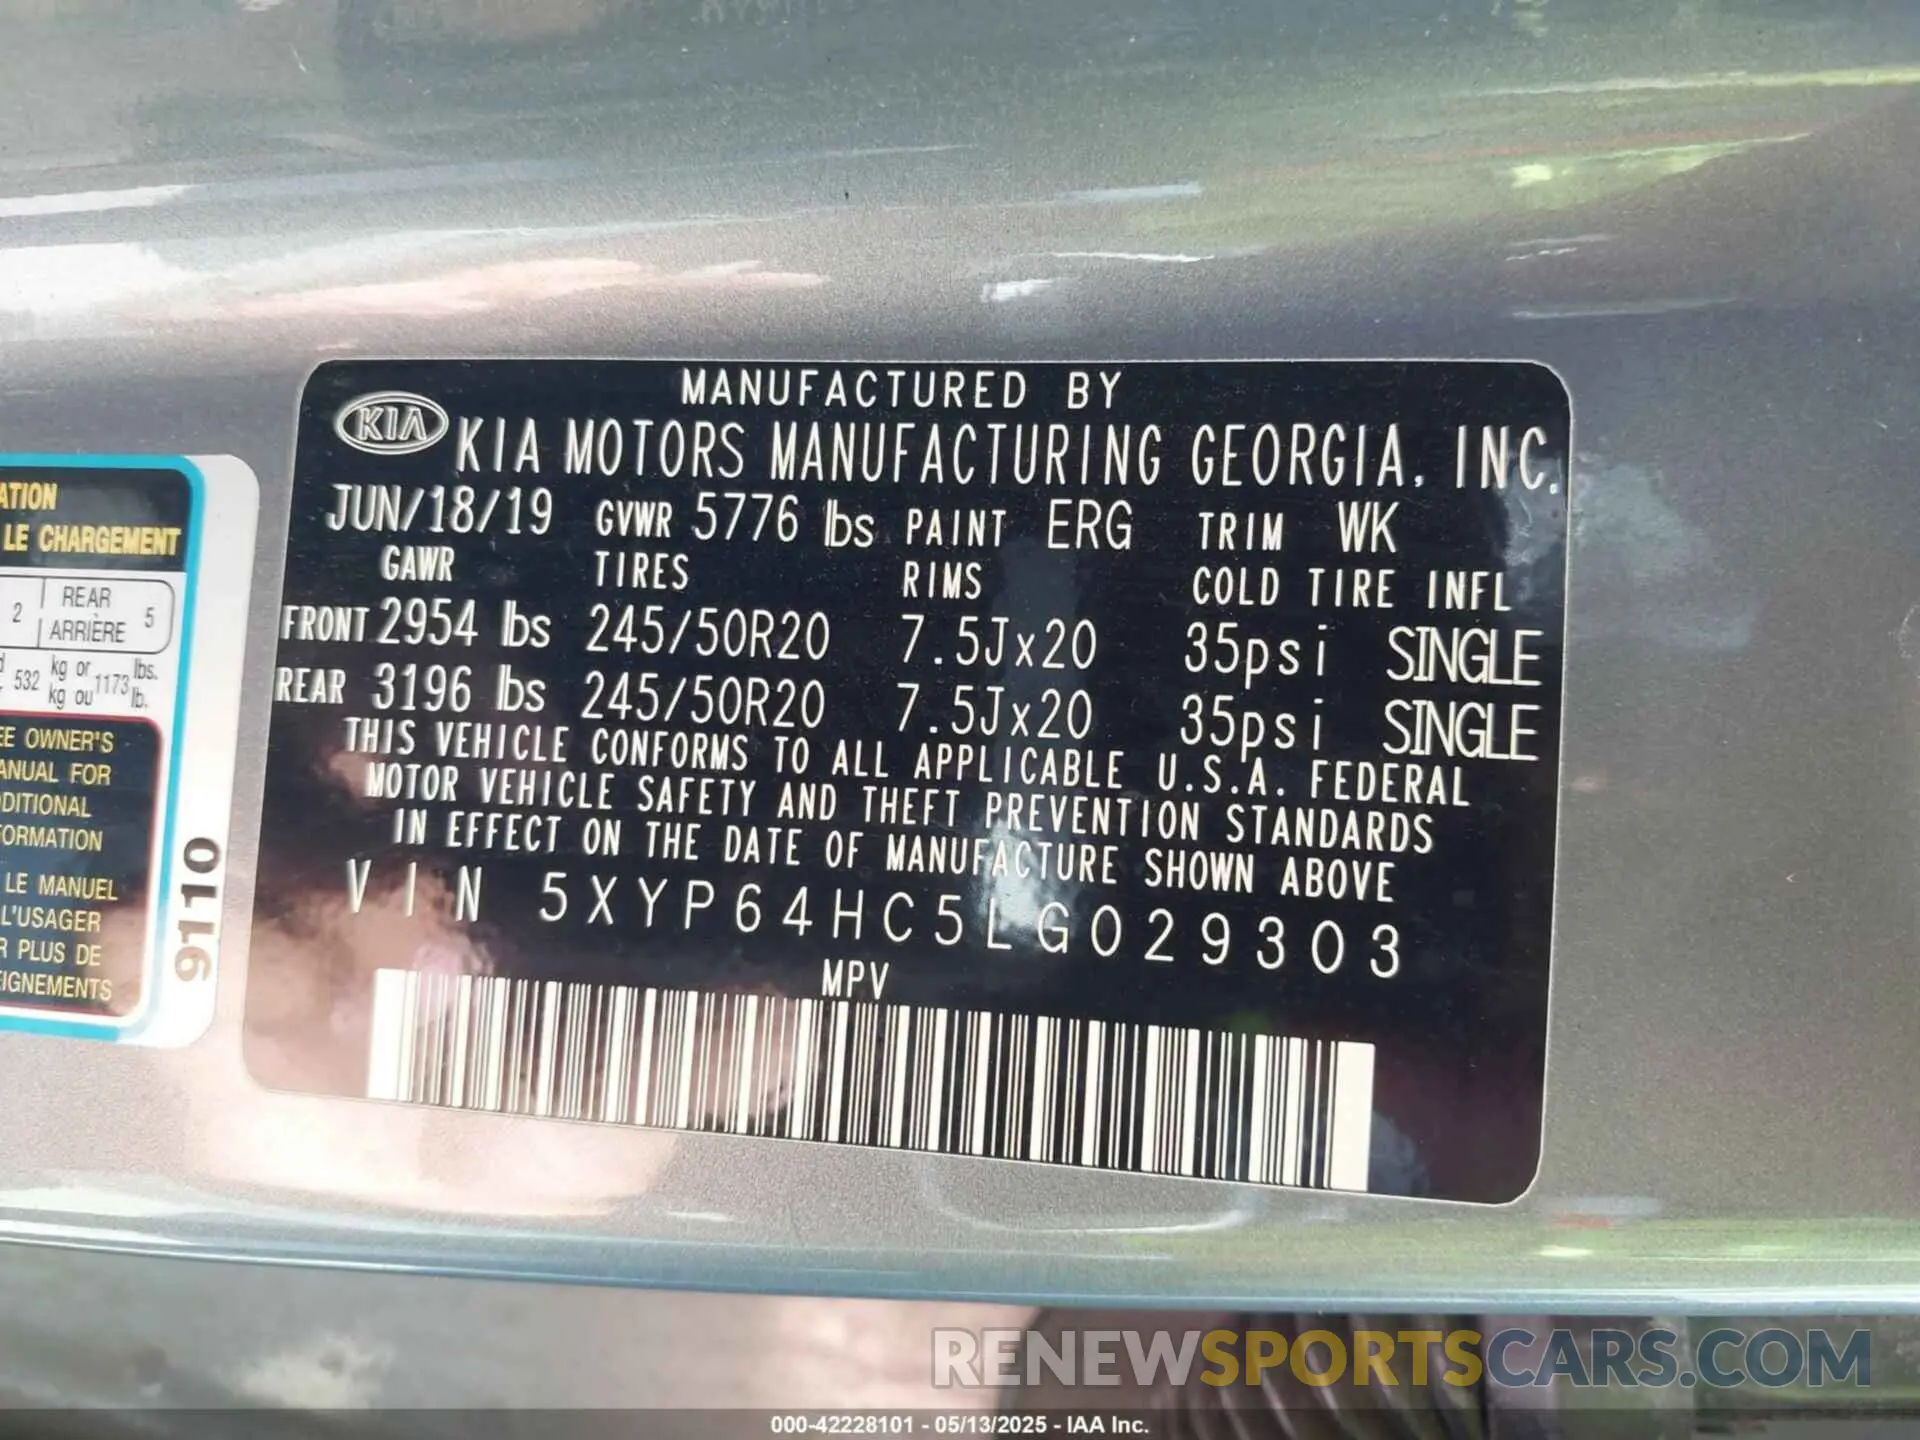 MANUFACTURED BY
KIA KIA MOTORS MANUFACTURING GEORGIA, INC.
JUN/18/19 GVWR 5776 lbs PAINT ERG TRIM WK
GAWR TIRES RIMS COLD TIRE INFL
FRONT 2954 lbs 245/50R20 7.5Jx20 35psi SINGLE
REAR 3196 lbs 245/50R20 7.5Jx20 35psi SINGLE
THIS VEHICLE CONFORMS TO ALL APPLICABLE U.S.A. FEDERAL
MOTOR VEHICLE SAFETY AND THEFT PREVENTION STANDARDS
IN EFFECT ON THE DATE OF MANUFACTURE SHOWN ABOVE
VIN 5XYP64HC5LG029303
MPV
ATION
LE CHARGEMENT
2 REAR 5
ARRIÈRE
532 kg or 1173 lbs.
kg ou lb.
EE OWNER'S
ANUAL FOR
DDITIONAL
FORMATION
LE MANUEL
L'USAGER
R PLUS DE
EIGNEMENTS
9110
RENEWSPORTSCARS.COM
000-42228101 - 05/13/2025 - IAA Inc.